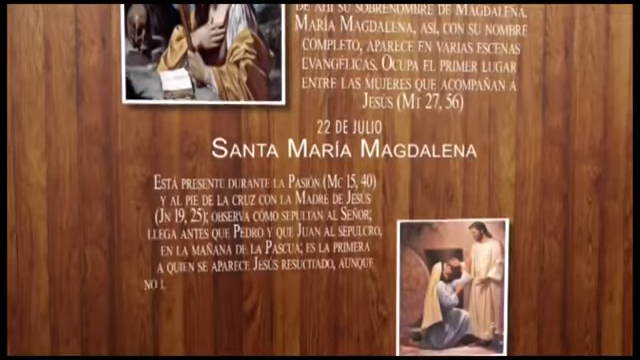 DE AHÍ SU SOBRENOMBRE DE MAGDALENA.
MARÍA MAGDALENA, ASÍ, CON SU NOMBRE
COMPLETO, APARECE EN VARIAS ESCENAS
EVANGÉLICAS. OCUPA EL PRIMER LUGAR
ENTRE LAS MUJERES QUE ACOMPAÑAN A
JESÚS (MT 27, 56)
22 DE JULIO
SANTA MARÍA MAGDALENA
ESTÁ PRESENTE DURANTE LA PASIÓN (MC 15, 40)
Y AL PIE DE LA CRUZ CON LA MADRE DE JESÚS
(JN 19, 25); OBSERVA CÓMO SEPULTAN AL SEÑOR;
LLEGA ANTES QUE PEDRO Y QUE JUAN AL SEPULCRO,
EN LA MAÑANA DE LA PASCUA; ES LA PRIMERA
A QUIEN SE APARECE JESÚS RESUCITADO, AUNQUE
NO